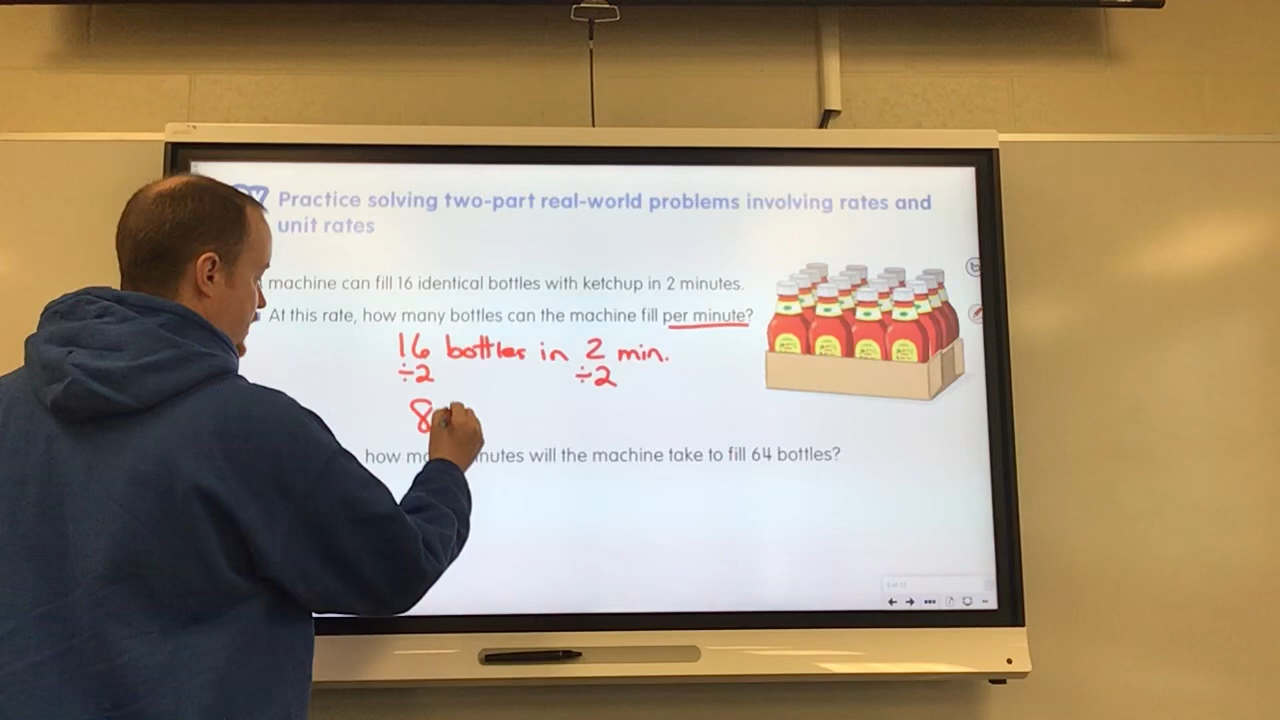 Practice solving two-part real-world problems involving rates and
unit rates
machine can fill 16 identical bottles with ketchup in 2 minutes.
At this rate, how many bottles can the machine fill per minute?
16 bottles in 2 min.
÷2 ÷2
8
how minutes will the machine take to fill 64 bottles?